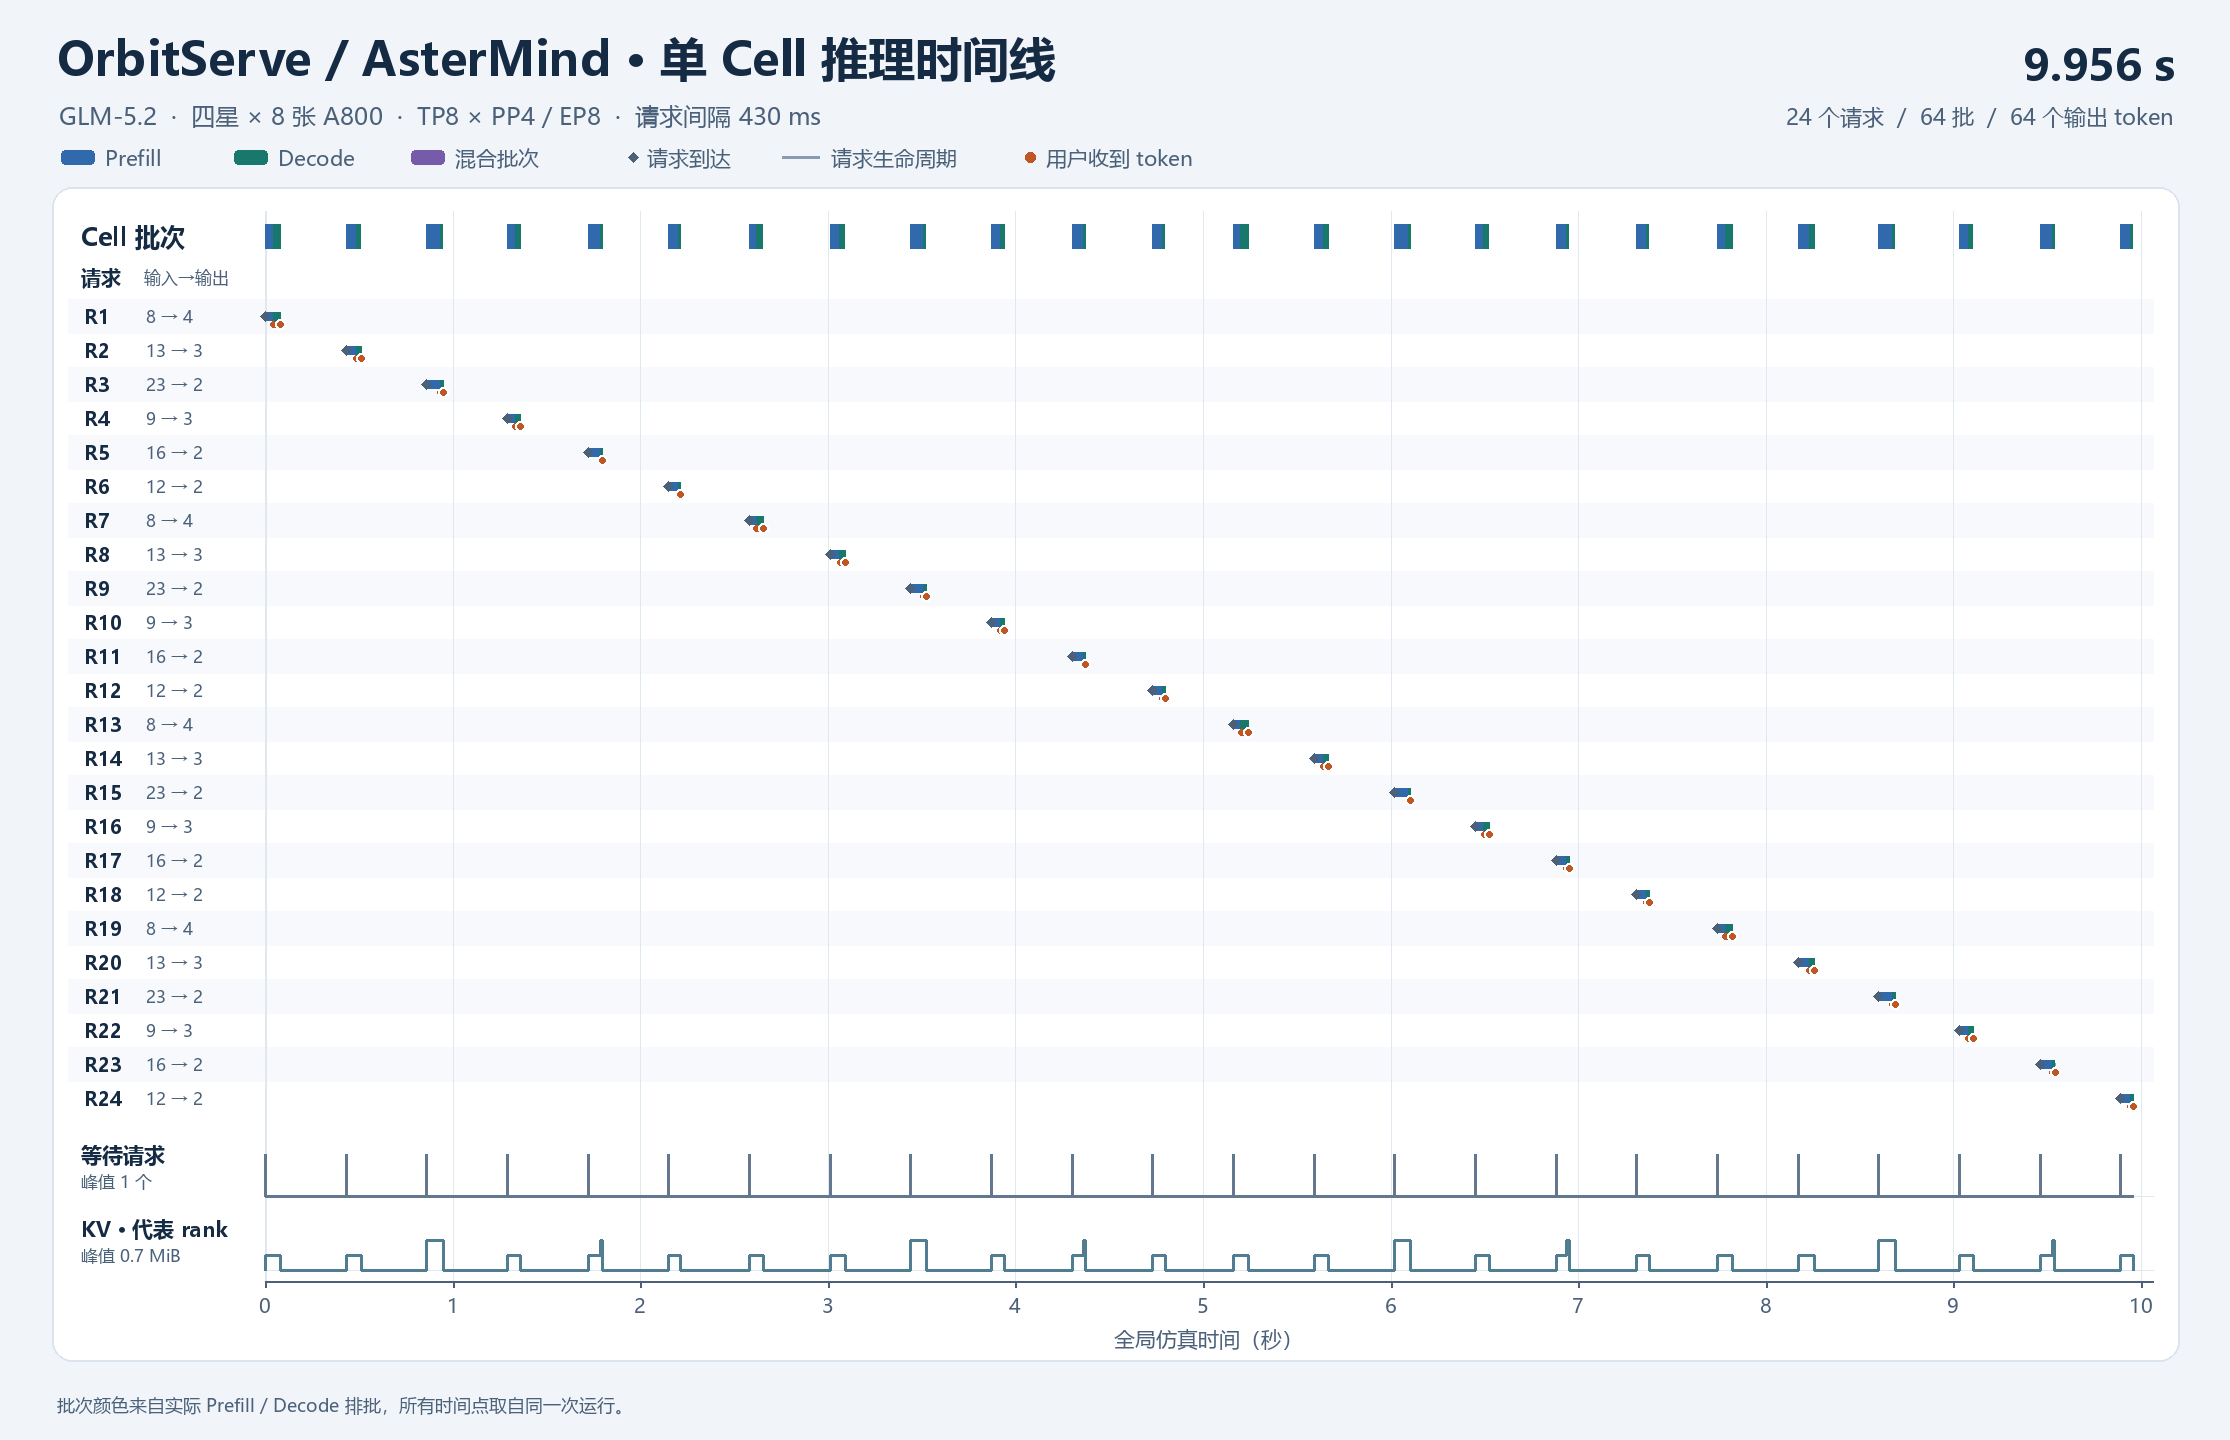 OrbitServe / AsterMind • 单 Cell 推理时间线
9.956 s
GLM-5.2 · 四星 × 8 张 A800 · TP8 × PP4 / EP8 · 请求间隔 430 ms
24 个请求 / 64 批 / 64 个输出 token
Prefill Decode 混合批次 请求到达 请求生命周期 用户收到 token
Cell 批次
请求 输入→输出
R1 8 → 4
R2 13 → 3
R3 23 → 2
R4 9 → 3
R5 16 → 2
R6 12 → 2
R7 8 → 4
R8 13 → 3
R9 23 → 2
R10 9 → 3
R11 16 → 2
R12 12 → 2
R13 8 → 4
R14 13 → 3
R15 23 → 2
R16 9 → 3
R17 16 → 2
R18 12 → 2
R19 8 → 4
R20 13 → 3
R21 23 → 2
R22 9 → 3
R23 16 → 2
R24 12 → 2
等待请求
峰值 1 个
KV • 代表 rank
峰值 0.7 MiB
0 1 2 3 4 5 6 7 8 9 10
全局仿真时间（秒）
批次颜色来自实际 Prefill / Decode 排批，所有时间点取自同一次运行。